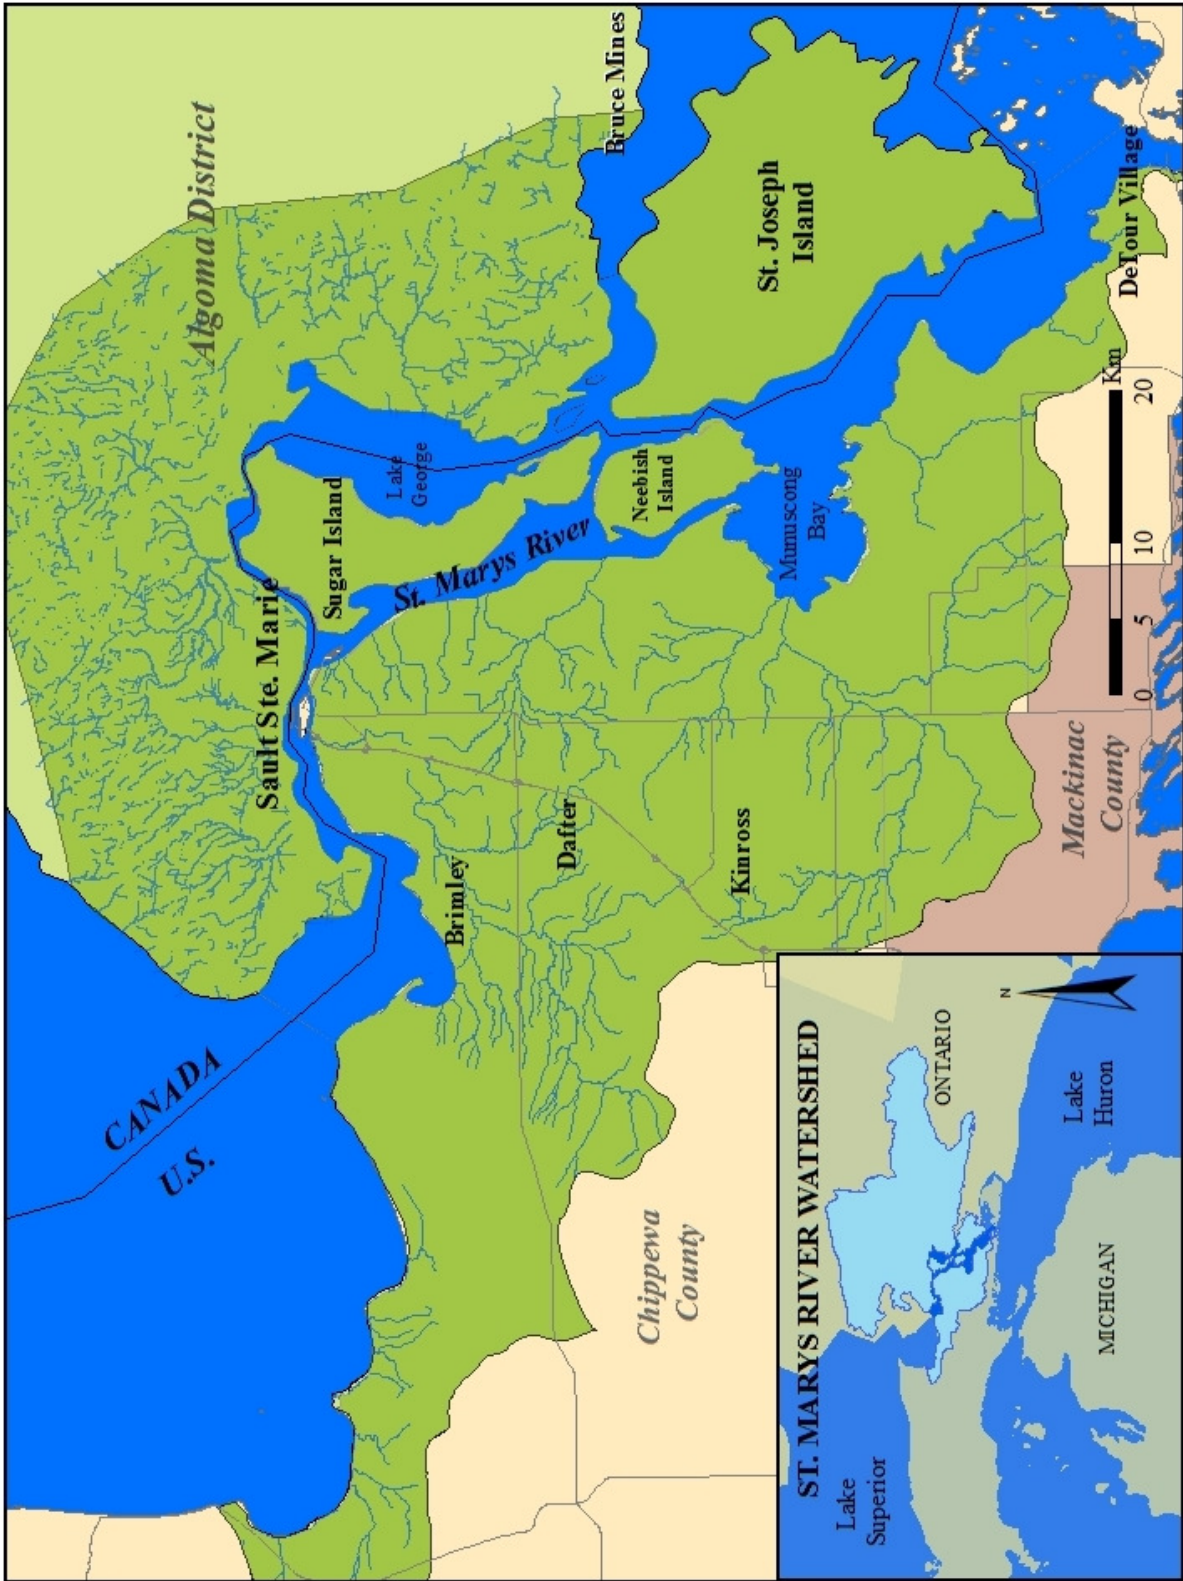 Algoma District
Bruce Mines
CANADA
U.S.
Sault Ste. Marie
Sugar Island
Lake
George
St. Marys River
Neebish
Island
St. Joseph
Island
Brimley
Dafter
Kinross
Munuscong
Bay
DeTour Village
Chippewa
County
Mackinac
County
0
5
10
20
Km
ST. MARYS RIVER WATERSHED
Lake
Superior
ONTARIO
N
Lake
Huron
MICHIGAN